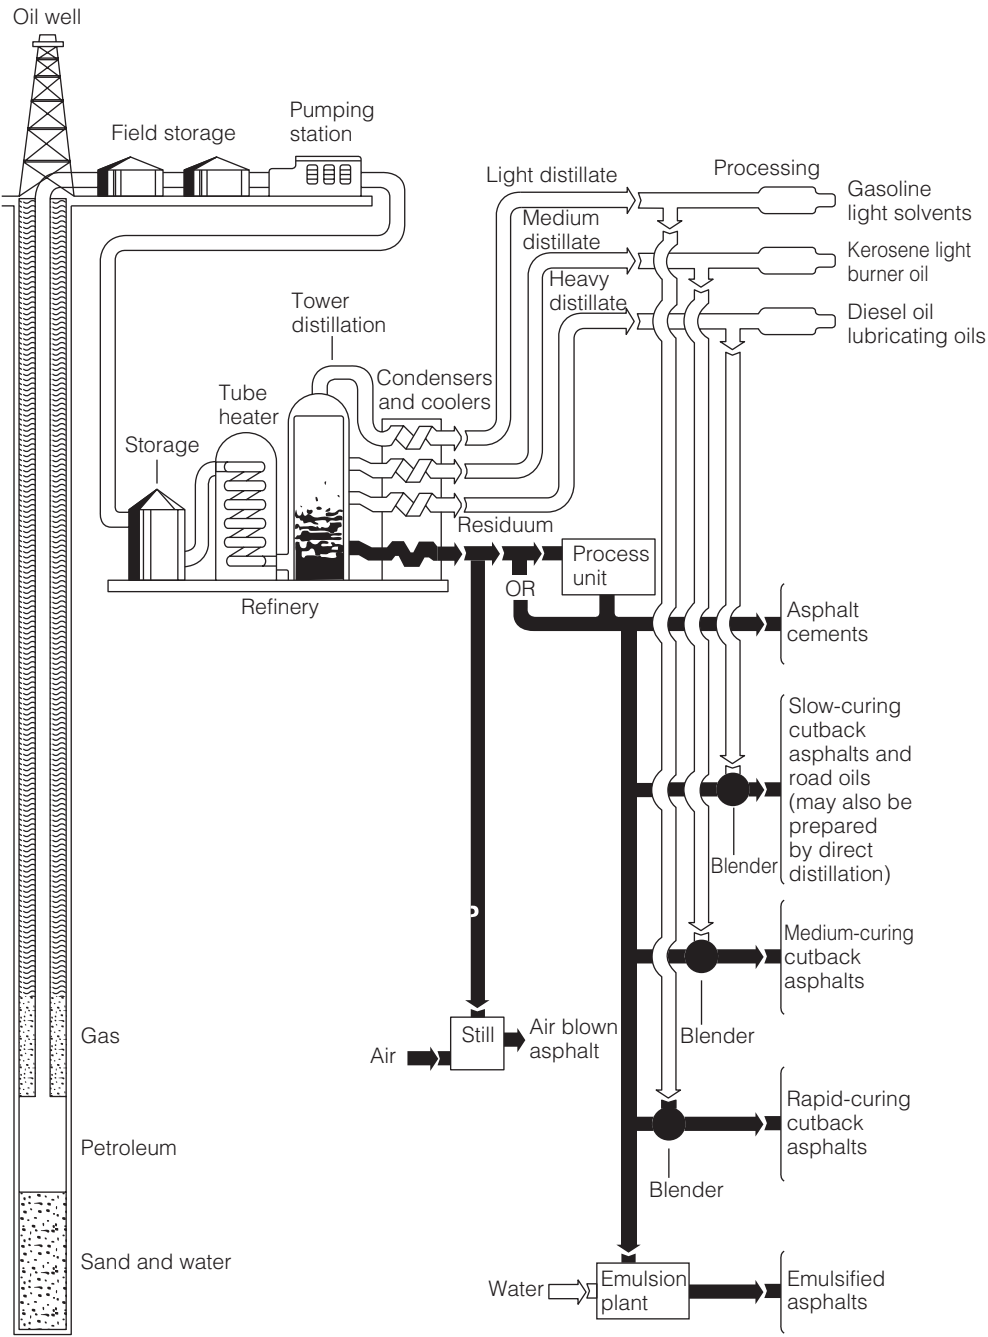 Oil well
Field storage
Pumping
station
Light distillate
Processing
Gasoline
light solvents
Medium
distillate
Kerosene light
burner oil
Heavy
distillate
Diesel oil
lubricating oils
Tower
distillation
Condensers
and coolers
Tube
heater
Storage
Residuum
Process
unit
OR
Refinery
Asphalt
cements
Slow-curing
cutback
asphalts and
road oils
(may also be
prepared
by direct
distillation)
Blender
Medium-curing
cutback
asphalts
Blender
Gas
Still
Air
Air blown
asphalt
Rapid-curing
cutback
asphalts
Blender
Petroleum
Sand and water
Water
Emulsion
plant
Emulsified
asphalts